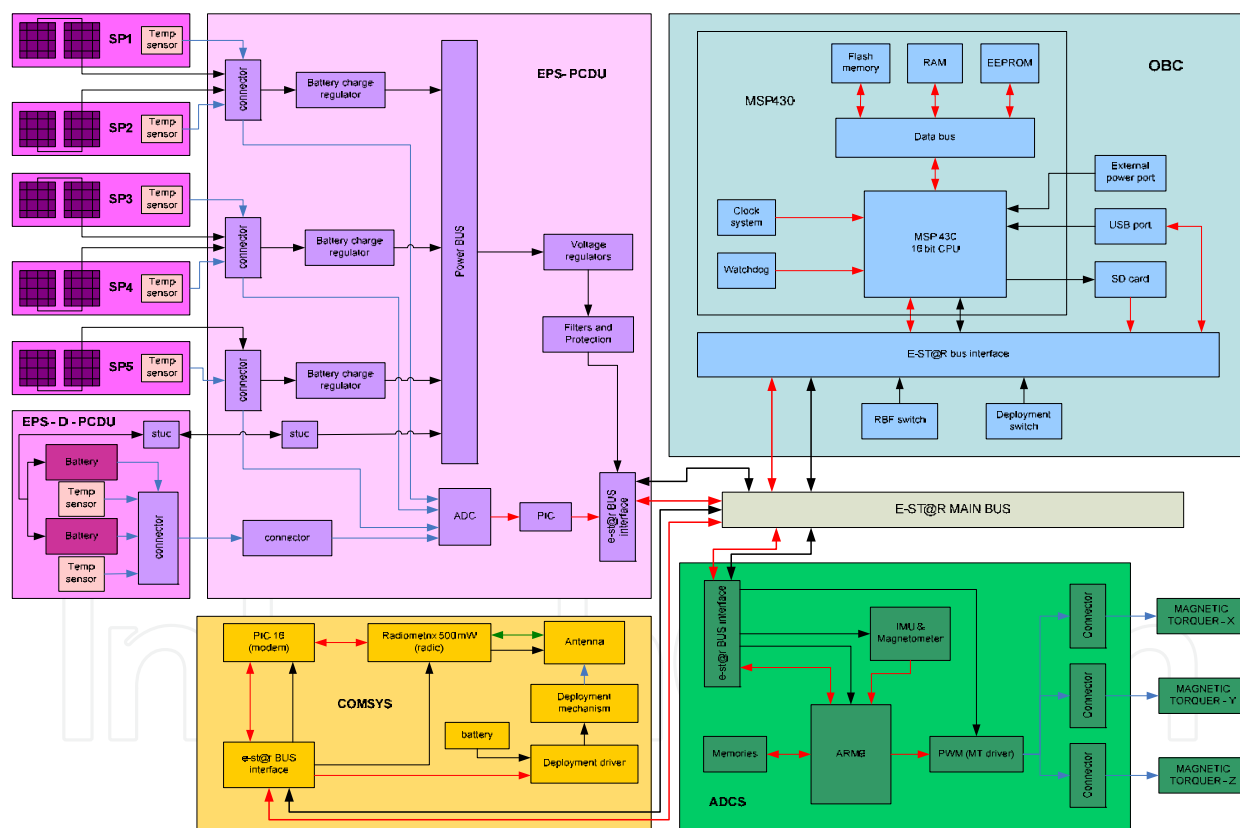 SP1
Temp
sensor
SP2
Temp
sensor
SP3
Temp
sensor
SP4
Temp
sensor
SP5
Temp
sensor
EPS - D - PCDU
stuc
Battery
Temp
sensor
Battery
Temp
sensor
connector
EPS- PCDU
connector
Battery charge
regulator
connector
Battery charge
regulator
connector
Battery charge
regulator
stuc
Power BUS
Voltage
regulators
Filters and
Protection
connector
ADC
PIC
e-st@r BUS
interface
OBC
MSP430
Flash
memory
RAM
EEPROM
Data bus
Clock
system
Watchdog
MSP 430
16 bit CPU
External
power port
USB port
SD card
E-ST@R bus interface
RBF switch
Deployment
switch
E-ST@R MAIN BUS
COMSYS
PIC 16
(modem)
Radiometrix 500mW
(radio)
Antenna
Deployment
mechanism
battery
Deployment driver
e-st@r BUS
interface
ADCS
e-st@r BUS interface
IMU &
Magnetometer
Memories
ARM9
PWM (MT driver)
Connector
Connector
Connector
MAGNETIC
TORQUER - X
MAGNETIC
TORQUER - Y
MAGNETIC
TORQUER - Z